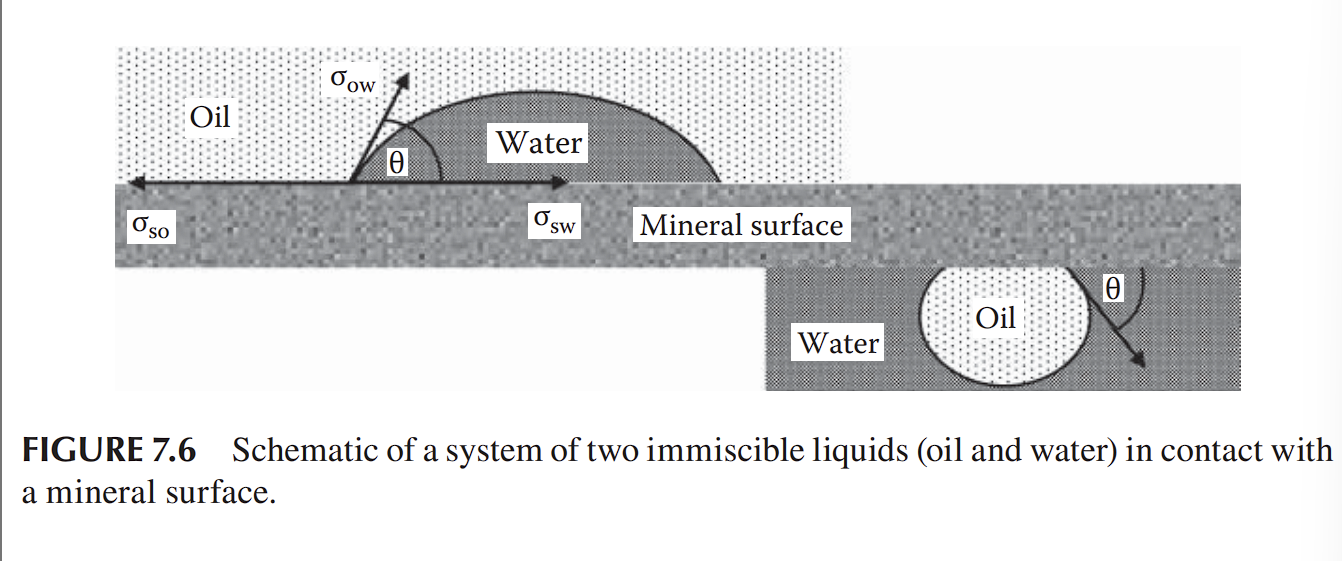 σow
Oil
Water
θ
σso
σsw
Mineral surface
θ
Oil
Water
FIGURE 7.6 Schematic of a system of two immiscible liquids (oil and water) in contact with
a mineral surface.